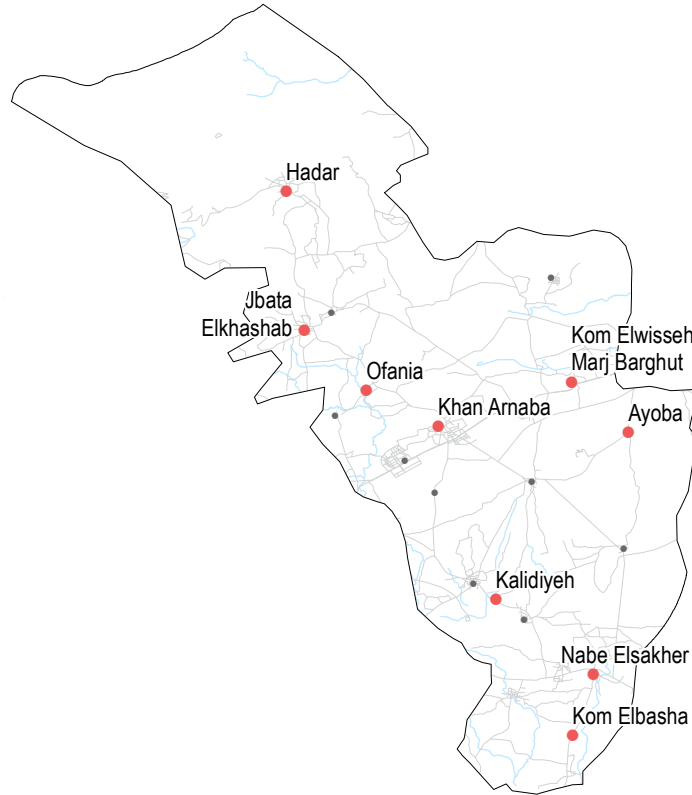 Hadar
Jbata
Elkhashab
Kom Elwisseh
Marj Barghut
Ofania
Khan Arnaba
Ayoba
Kalidiyeh
Nabe Elsakher
Kom Elbasha